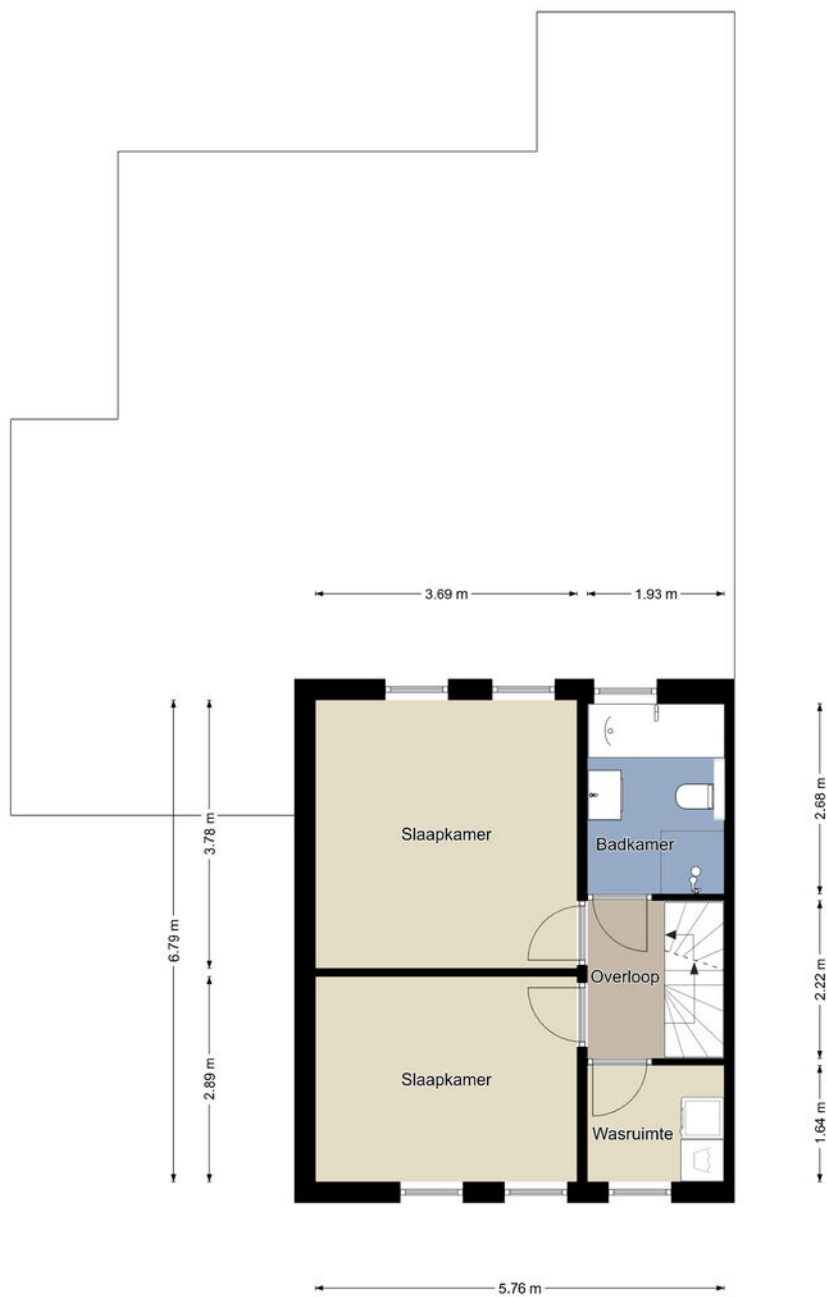 3.69 m
1.93 m
6.79 m
3.78 m
2.89 m
Slaapkamer
Badkamer
2.68 m
Overloop
2.22 m
Slaapkamer
Wasruimte
1.64 m
5.76 m